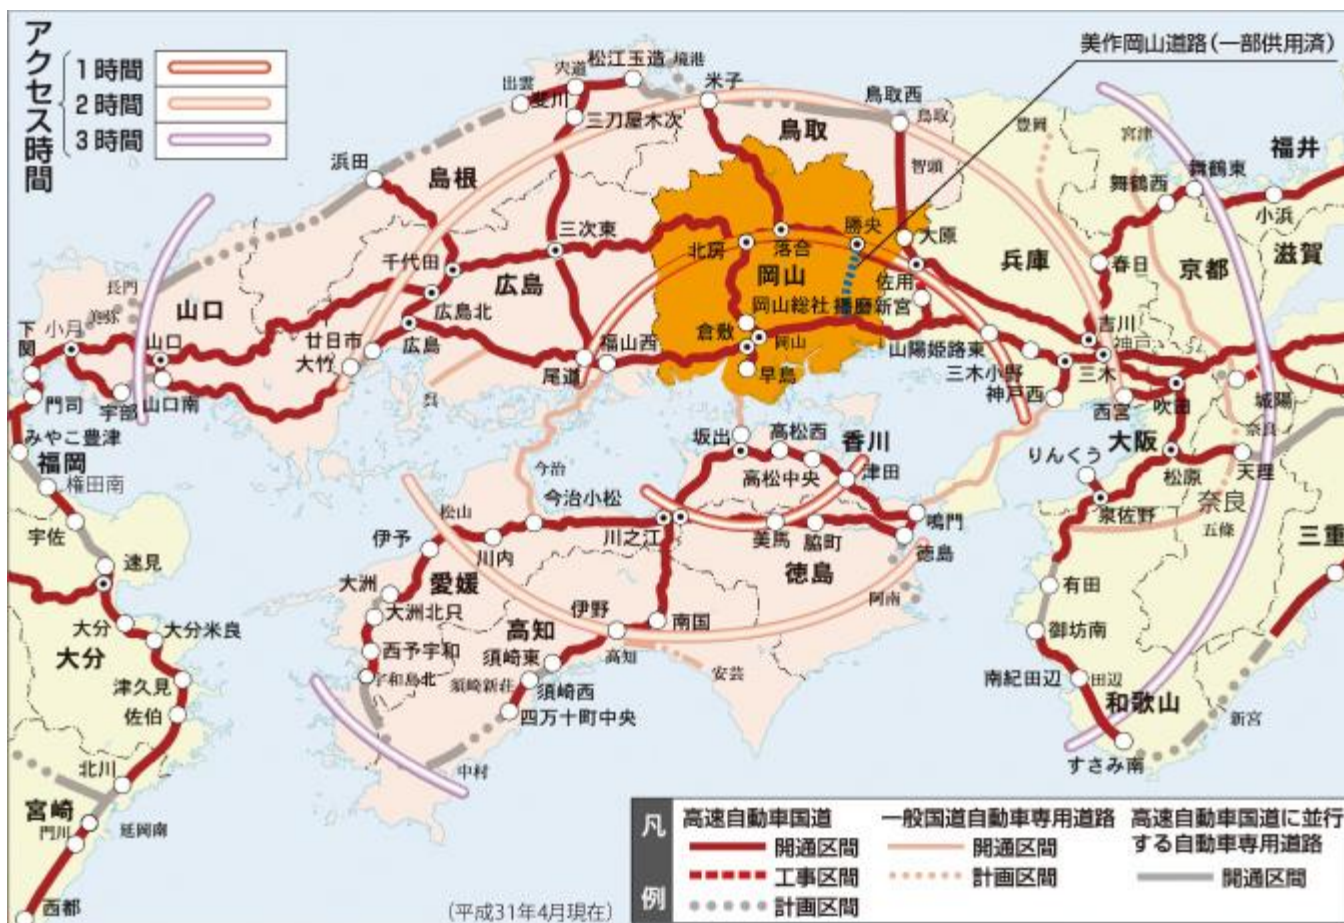 アクセス時間
1時間
2時間
3時間
美作岡山道路(一部供用済)
松江玉造
境港
宍道
出雲
斐川
米子
鳥取西
鳥取
三刀屋木次
鳥取
豊岡
宮津
福井
浜田
島根
智頭
舞鶴西
舞鶴東
小浜
滋賀
三次東
勝央
大原
北房
落合
兵庫
京都
春日
千代田
広島
岡山
佐用
長門
山口
美祢
岡山総社
播磨新宮
広島北
吉川
小月
山口
廿日市
倉敷
岡山
神戸
下関
大竹
広島
福山西
山陽姫路東
三木小野
三木
尾道
早島
神戸西
門司
宇部
山口南
呉
西宮
吹田
城陽
みやこ豊津
坂出
高松西
香川
大阪
奈良
福岡
今治
高松中央
津田
りんくう
松原
天理
椎田南
松山
今治小松
奈良
鳴門
泉佐野
五條
宇佐
伊予
川内
川之江
美馬
脇町
徳島
三重
速見
大洲
愛媛
徳島
阿南
有田
大洲北只
伊野
南国
大分
大分米良
高知
御坊南
大分
西予宇和
須崎東
高知
津久見
宇和島北
須崎新荘
須崎西
安芸
南紀田辺
田辺
和歌山
佐伯
四万十町中央
新宮
すさみ南
北川
中村
宮崎
門川
延岡南
西都
(平成31年4月現在)
凡例
高速自動車国道
開通区間
工事区間
計画区間
一般国道自動車専用道路
開通区間
計画区間
高速自動車国道に並行
する自動車専用道路
開通区間